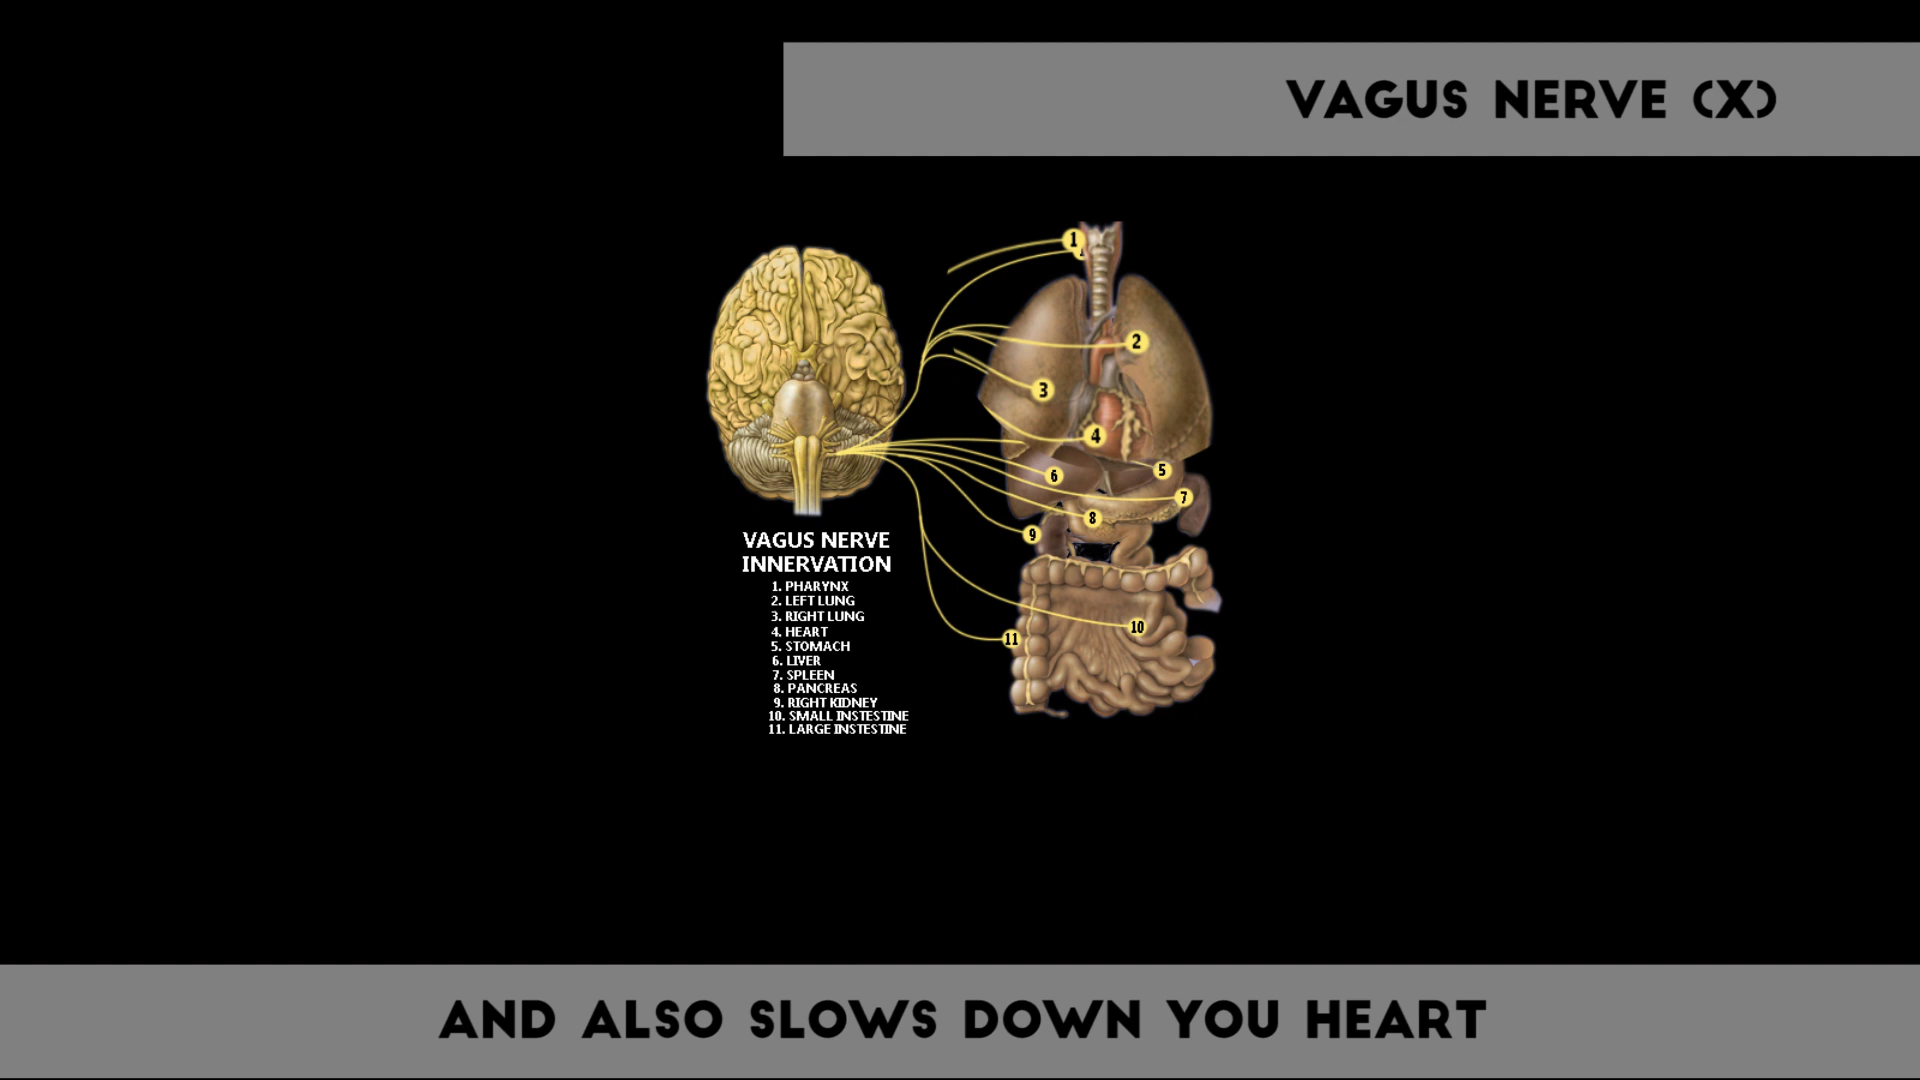 VAGUS NERVE (X)
1
2
3
4
5
6
7
8
9
10
11
VAGUS NERVE
INNERVATION
1. PHARYNX
2. LEFT LUNG
3. RIGHT LUNG
4. HEART
5. STOMACH
6. LIVER
7. SPLEEN
8. PANCREAS
9. RIGHT KIDNEY
10. SMALL INSTESTINE
11. LARGE INSTESTINE
AND ALSO SLOWS DOWN YOU HEART